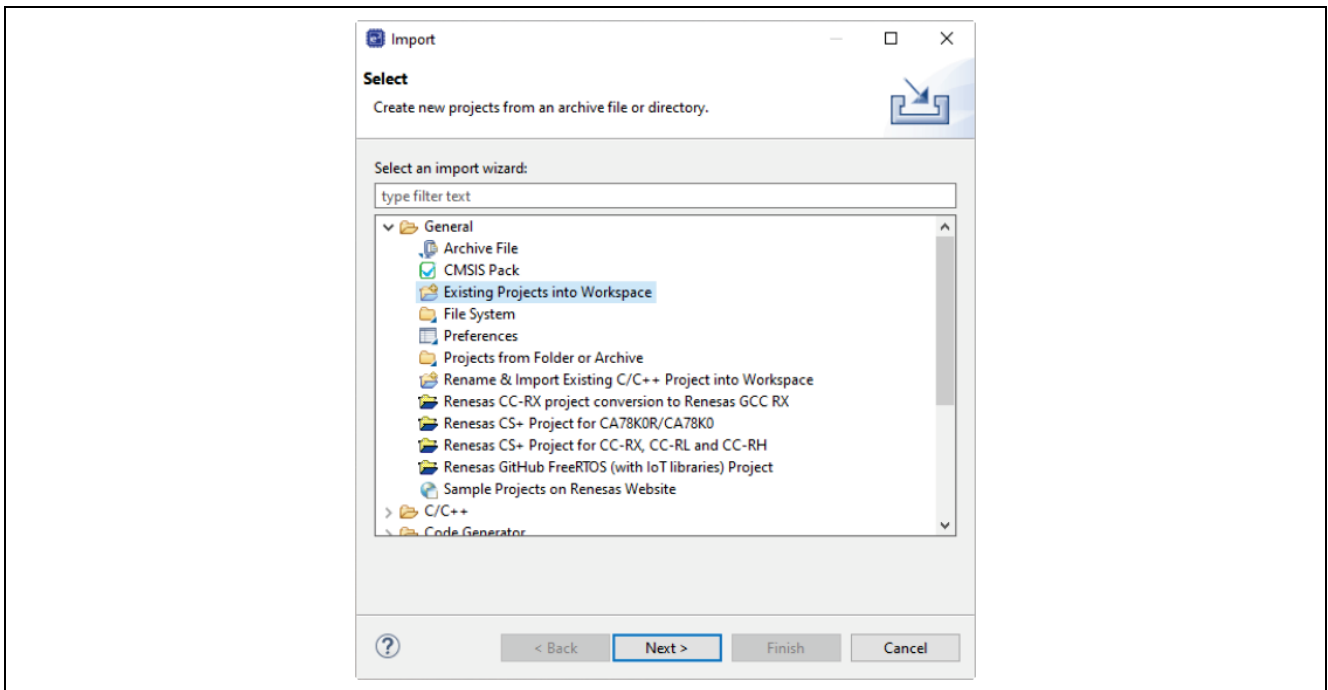 Import
Select
Create new projects from an archive file or directory.
Select an import wizard:
type filter text
General
Archive File
CMSIS Pack
Existing Projects into Workspace
File System
Preferences
Projects from Folder or Archive
Rename & Import Existing C/C++ Project into Workspace
Renesas CC-RX project conversion to Renesas GCC RX
Renesas CS+ Project for CA78K0R/CA78K0
Renesas CS+ Project for CC-RX, CC-RL and CC-RH
Renesas GitHub FreeRTOS (with IoT libraries) Project
Sample Projects on Renesas Website
C/C++
Code Generator
< Back Next > Finish Cancel